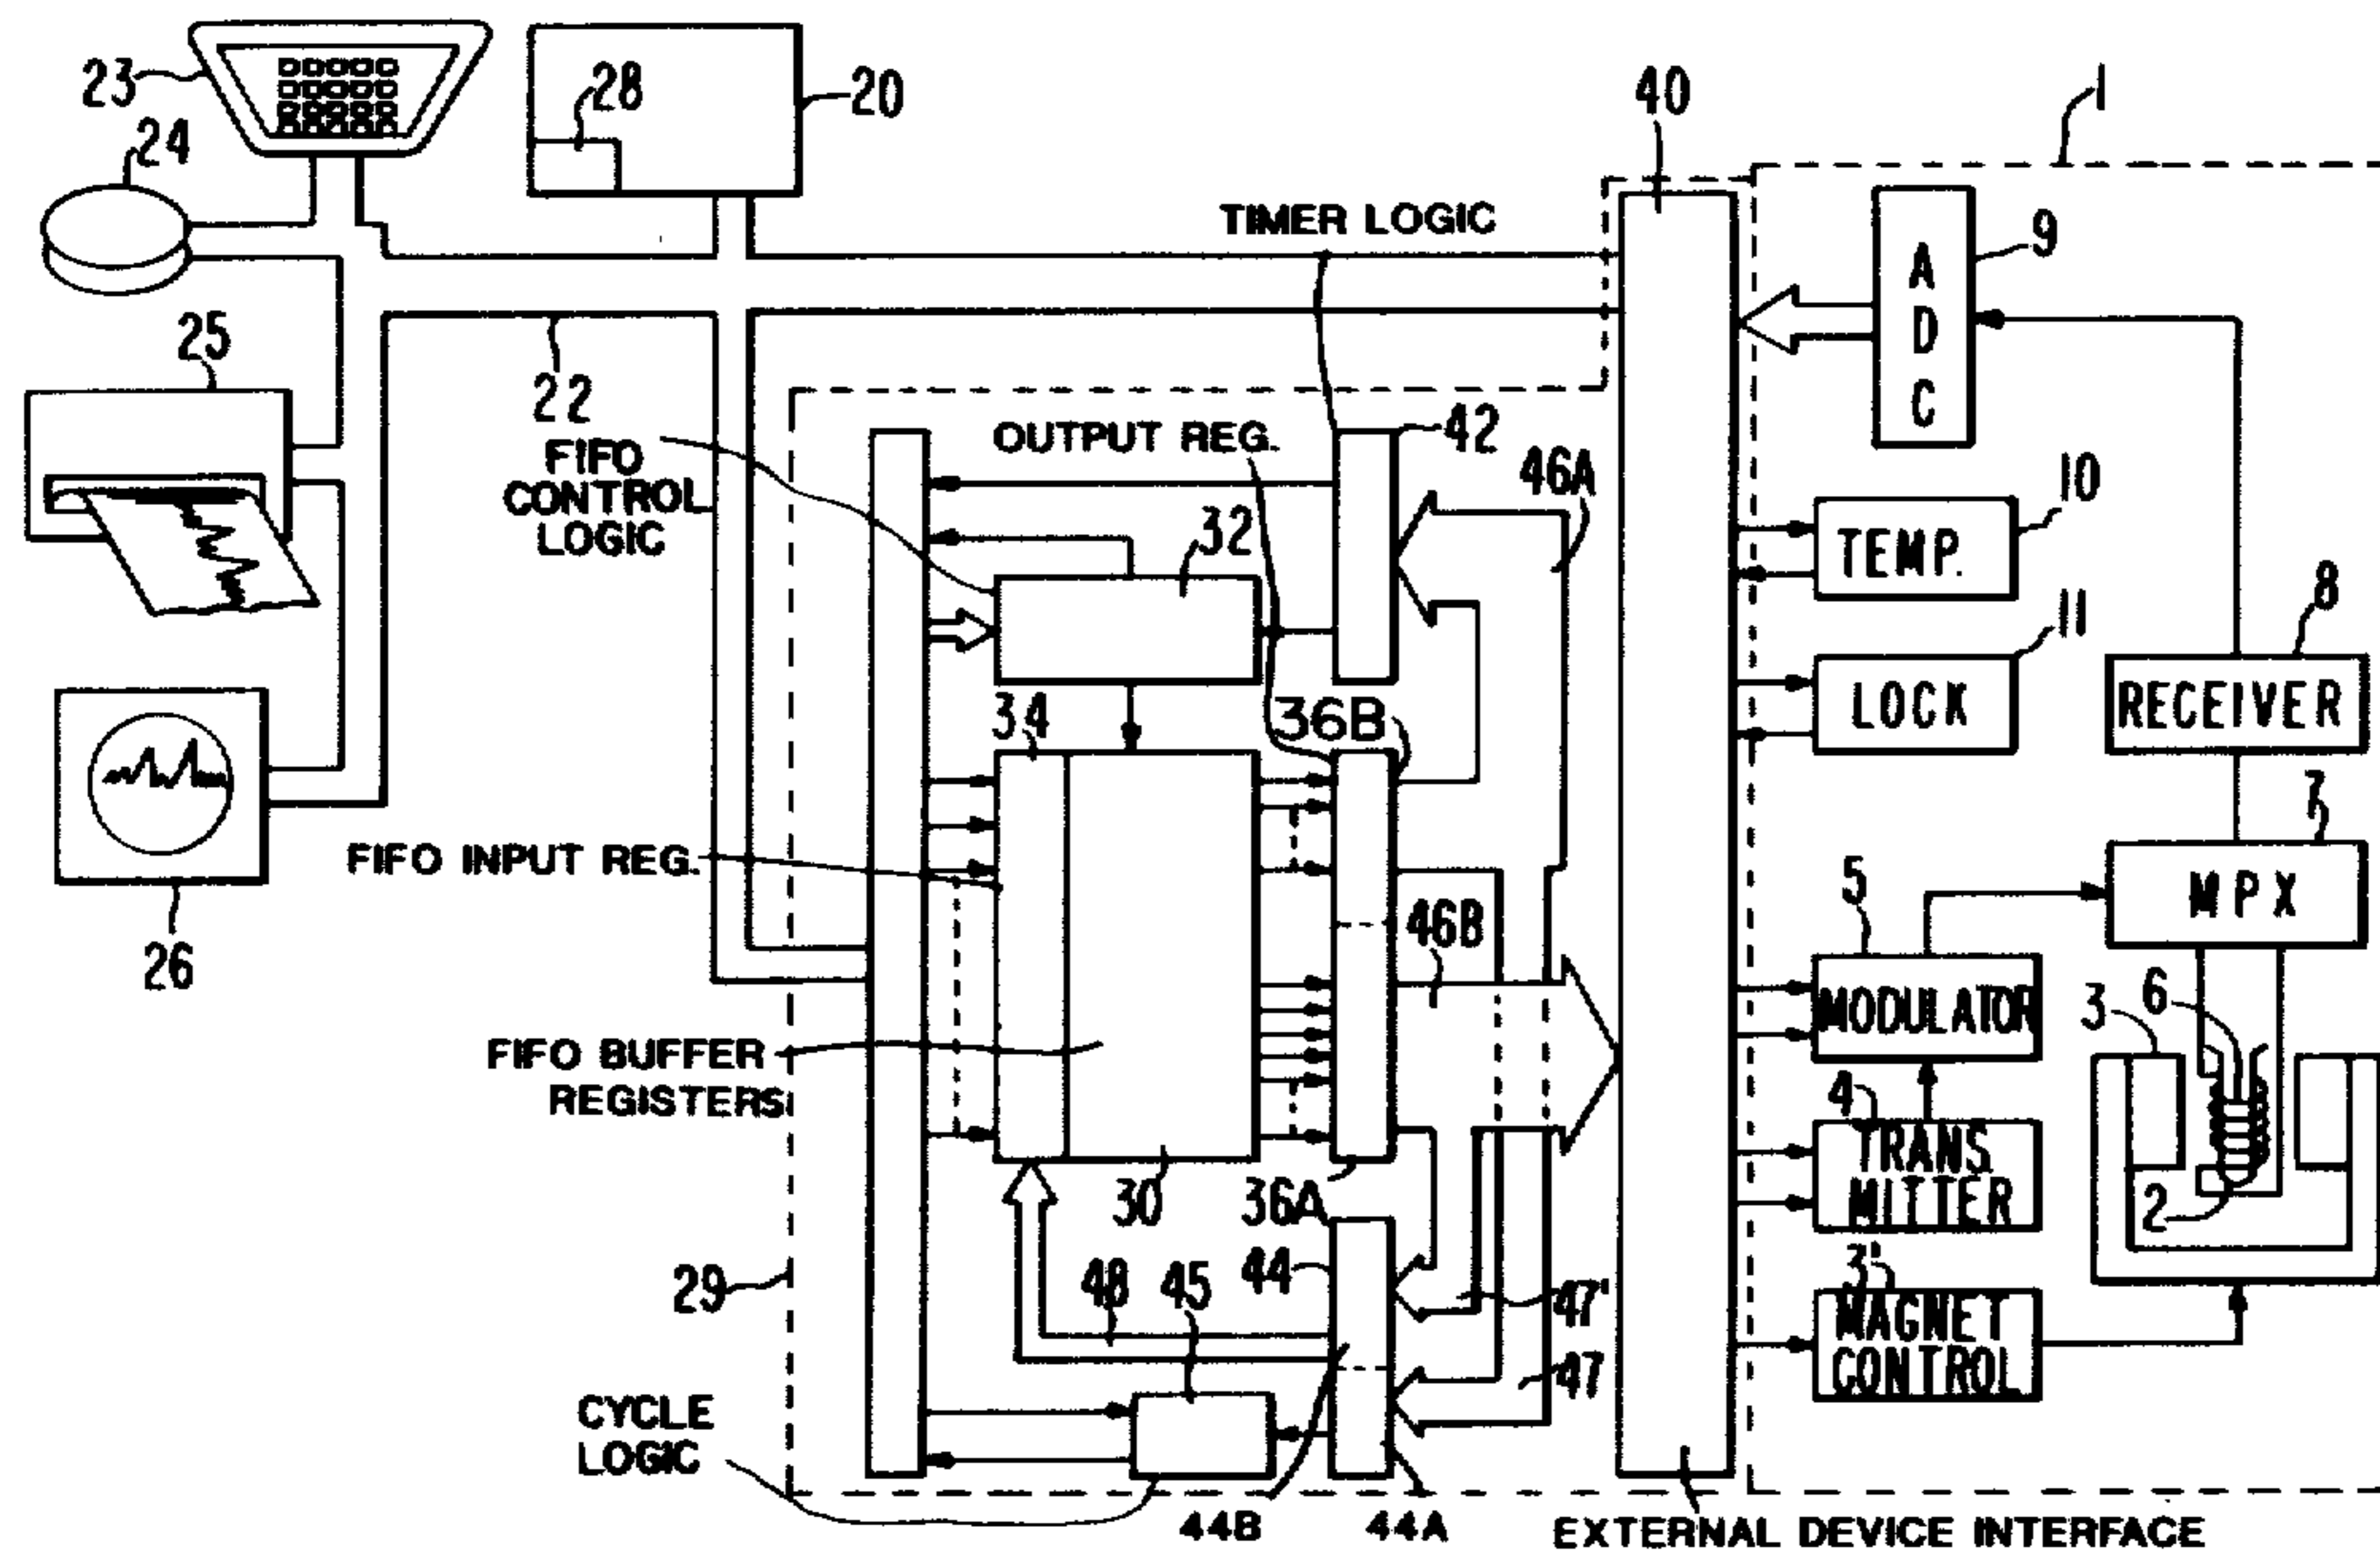 23
24
28
20
40
1
TIMER LOGIC
A
D
C
9
25
22
FIFO
CONTROL
LOGIC
OUTPUT REG.
42
46A
TEMP.
10
32
LOCK
11
8
RECEIVER
34
36B
7
MPX
FIFO INPUT REG.
26
46B
5
MODULATOR
3
6
FIFO BUFFER
REGISTERS
4
TRANS
MITTER
2
30
36A
29
48
45
44
47'
3'
MAGNET
CONTROL
47
CYCLE
LOGIC
44B
44A
EXTERNAL DEVICE INTERFACE